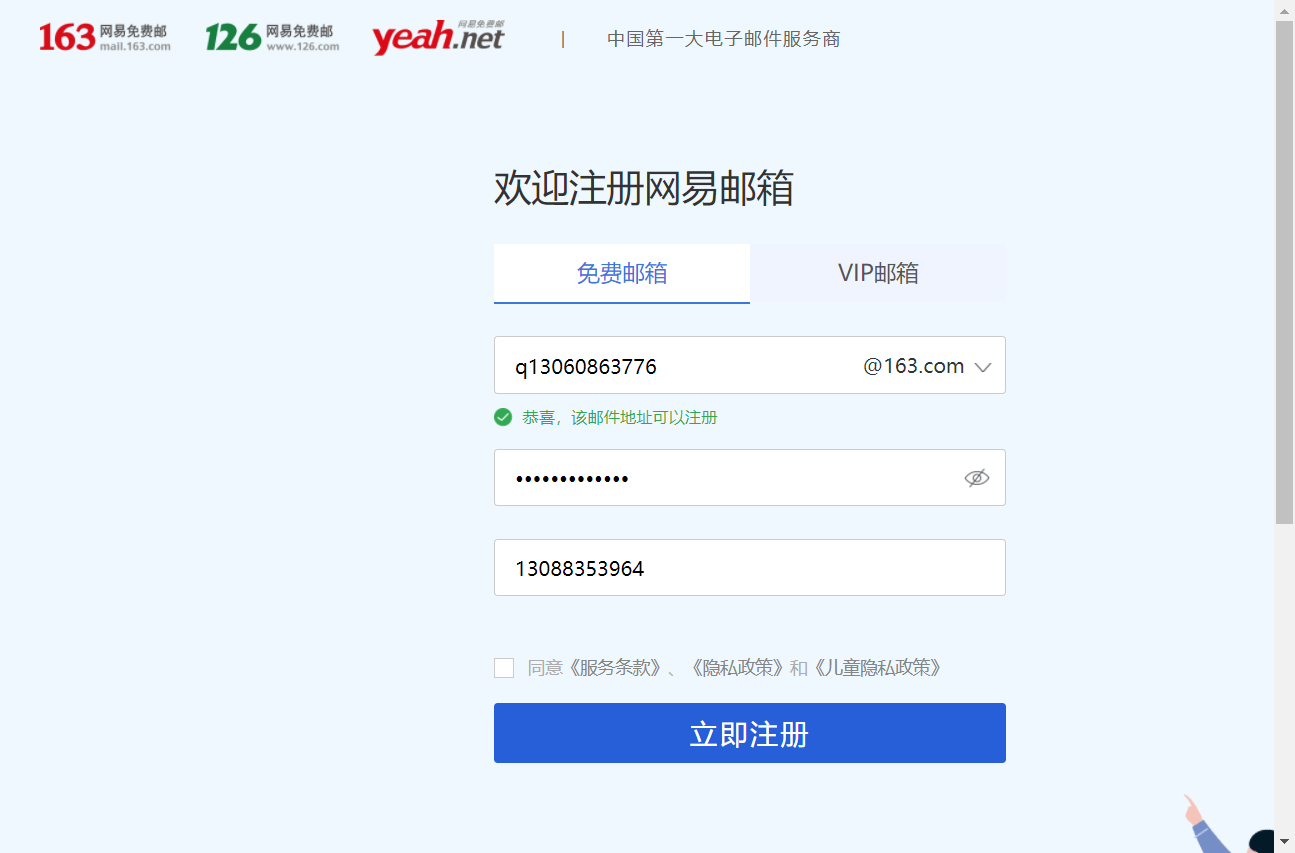 163 网易免费邮 mail.163.com 126 网易免费邮 www.126.com yeah.net 网易免费邮 | 中国第一大电子邮件服务商
欢迎注册网易邮箱
免费邮箱 VIP邮箱
q13060863776 @163.com
恭喜，该邮件地址可以注册
•••••••••••••
13088353964
同意《服务条款》、《隐私政策》和《儿童隐私政策》
立即注册